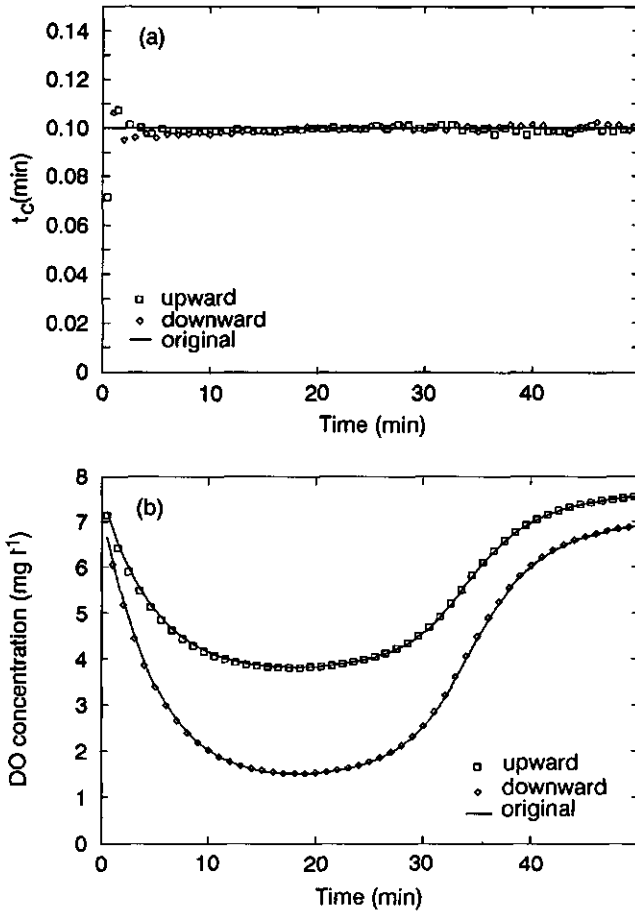 (a)
0.14
0.12
0.10
0.08
0.06
0.04
0.02
0
tC(min)
upward
downward
original
0 10 20 30 40
Time (min)
(b)
8
7
6
5
4
3
2
1
0
DO concentration (mg l¹)
upward
downward
original
0 10 20 30 40
Time (min)